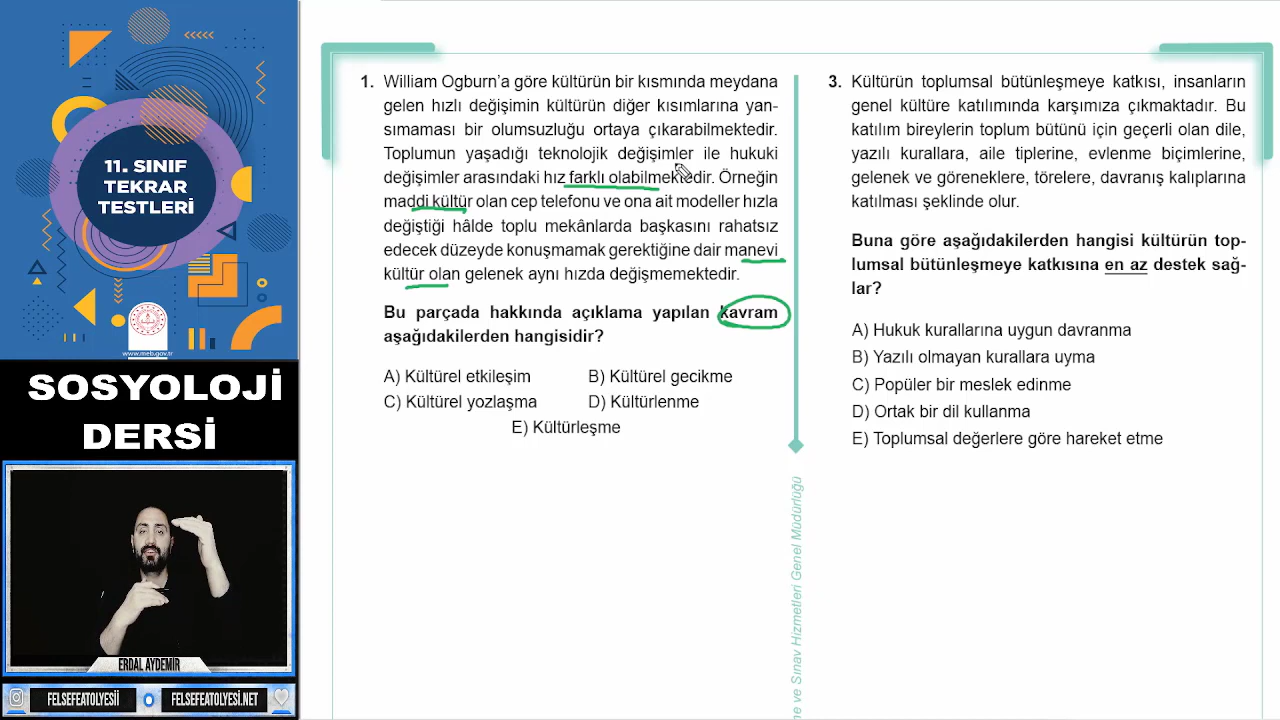 11. SINIF
TEKRAR
TESTLERİ
www.meb.gov.tr
SOSYOLOJİ
DERSİ
ERDAL AYDEMİR
FELSEFEATOLYESİİ
FELSEFEATOLYESİ.NET
1. William Ogburn'a göre kültürün bir kısmında meydana
gelen hızlı değişimin kültürün diğer kısımlarına yan-
sımaması bir olumsuzluğu ortaya çıkarabilmektedir.
Toplumun yaşadığı teknolojik değişimler ile hukuki
değişimler arasındaki hız farklı olabilmektedir. Örneğin
maddi kültür olan cep telefonu ve ona ait modeller hızla
değiştiği hâlde toplu mekânlarda başkasını rahatsız
edecek düzeyde konuşmamak gerektiğine dair manevi
kültür olan gelenek aynı hızda değişmemektedir.
Bu parçada hakkında açıklama yapılan kavram
aşağıdakilerden hangisidir?
A) Kültürel etkileşim B) Kültürel gecikme
C) Kültürel yozlaşma D) Kültürlenme
E) Kültürleşme
3. Kültürün toplumsal bütünleşmeye katkısı, insanların
genel kültüre katılımında karşımıza çıkmaktadır. Bu
katılım bireylerin toplum bütünü için geçerli olan dile,
yazılı kurallara, aile tiplerine, evlenme biçimlerine,
gelenek ve göreneklere, törelere, davranış kalıplarına
katılması şeklinde olur.
Buna göre aşağıdakilerden hangisi kültürün top-
lumsal bütünleşmeye katkısına en az destek sağ-
lar?
A) Hukuk kurallarına uygun davranma
B) Yazılı olmayan kurallara uyma
C) Popüler bir meslek edinme
D) Ortak bir dil kullanma
E) Toplumsal değerlere göre hareket etme
me ve Sınav Hizmetleri Genel Müdürlüğü